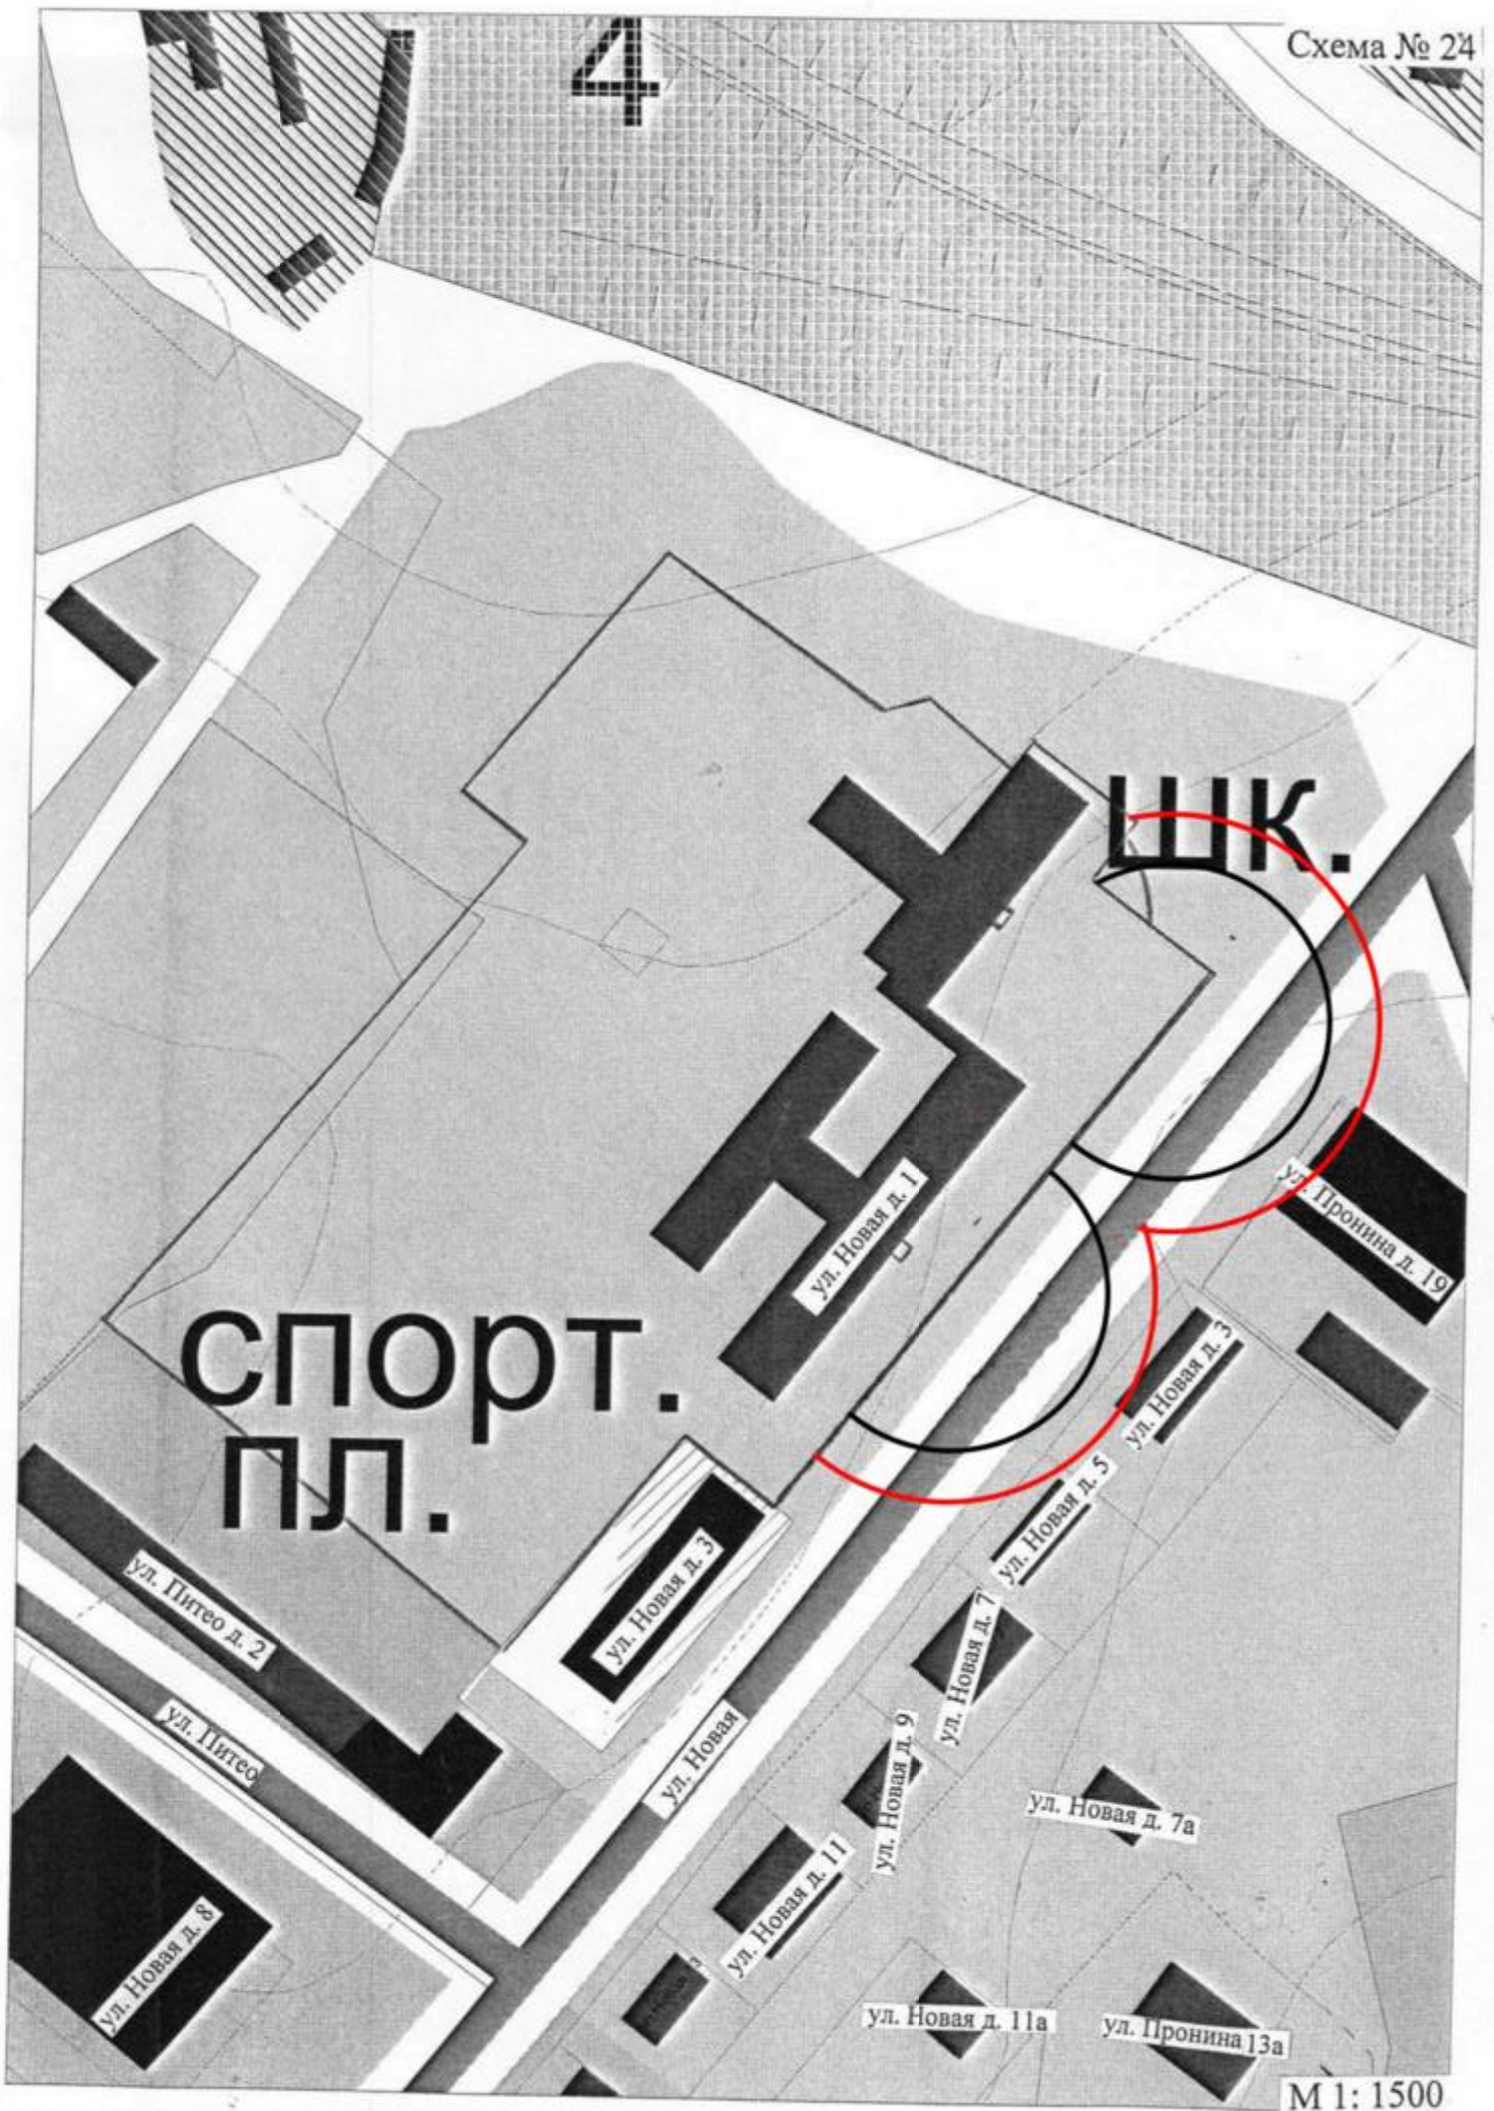 Схема № 24
4
шк.
ул. Новая д. 1
ул. Пронина д. 19
спорт.
пл.
ул. Новая д. 3
ул. Новая д. 5
ул. Новая д. 3
ул. Новая д. 7
ул. Питео д. 2
ул. Питео
ул. Новая
ул. Новая д. 9
ул. Новая д. 7а
ул. Новая д. 11
ул. Новая д. 8
ул. Новая д. 11а
ул. Пронина 13а
М 1: 1500